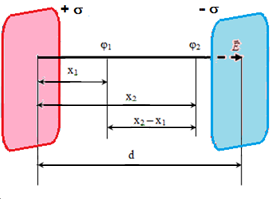 + σ - σ
φ₁ φ₂ E⃗
x₁
x₂
x₂ – x₁
d